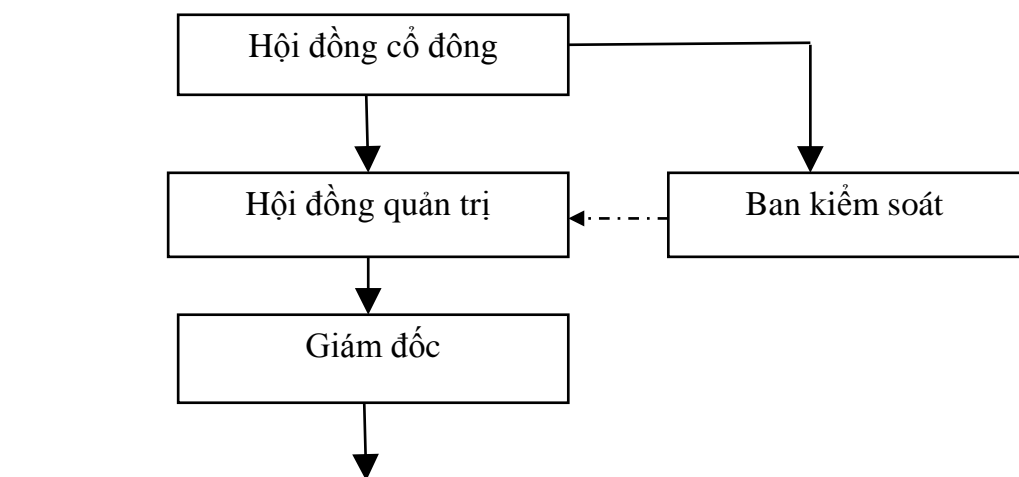 Hội đồng cổ đông
Hội đồng quản trị
Ban kiểm soát
Giám đốc